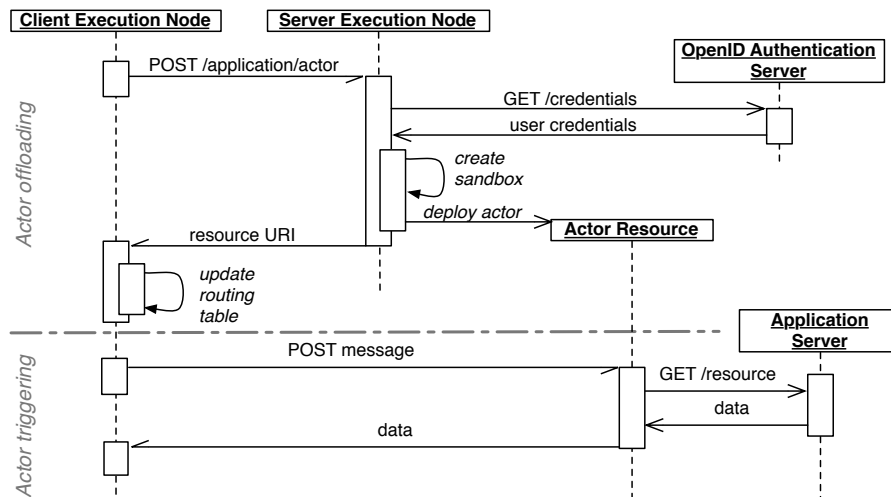 Client Execution Node
Server Execution Node
OpenID Authentication
Server
POST /application/actor
GET /credentials
user credentials
create
sandbox
deploy actor
Actor Resource
resource URI
update
routing
table
Actor offloading
Application
Server
POST message
GET /resource
data
data
Actor triggering